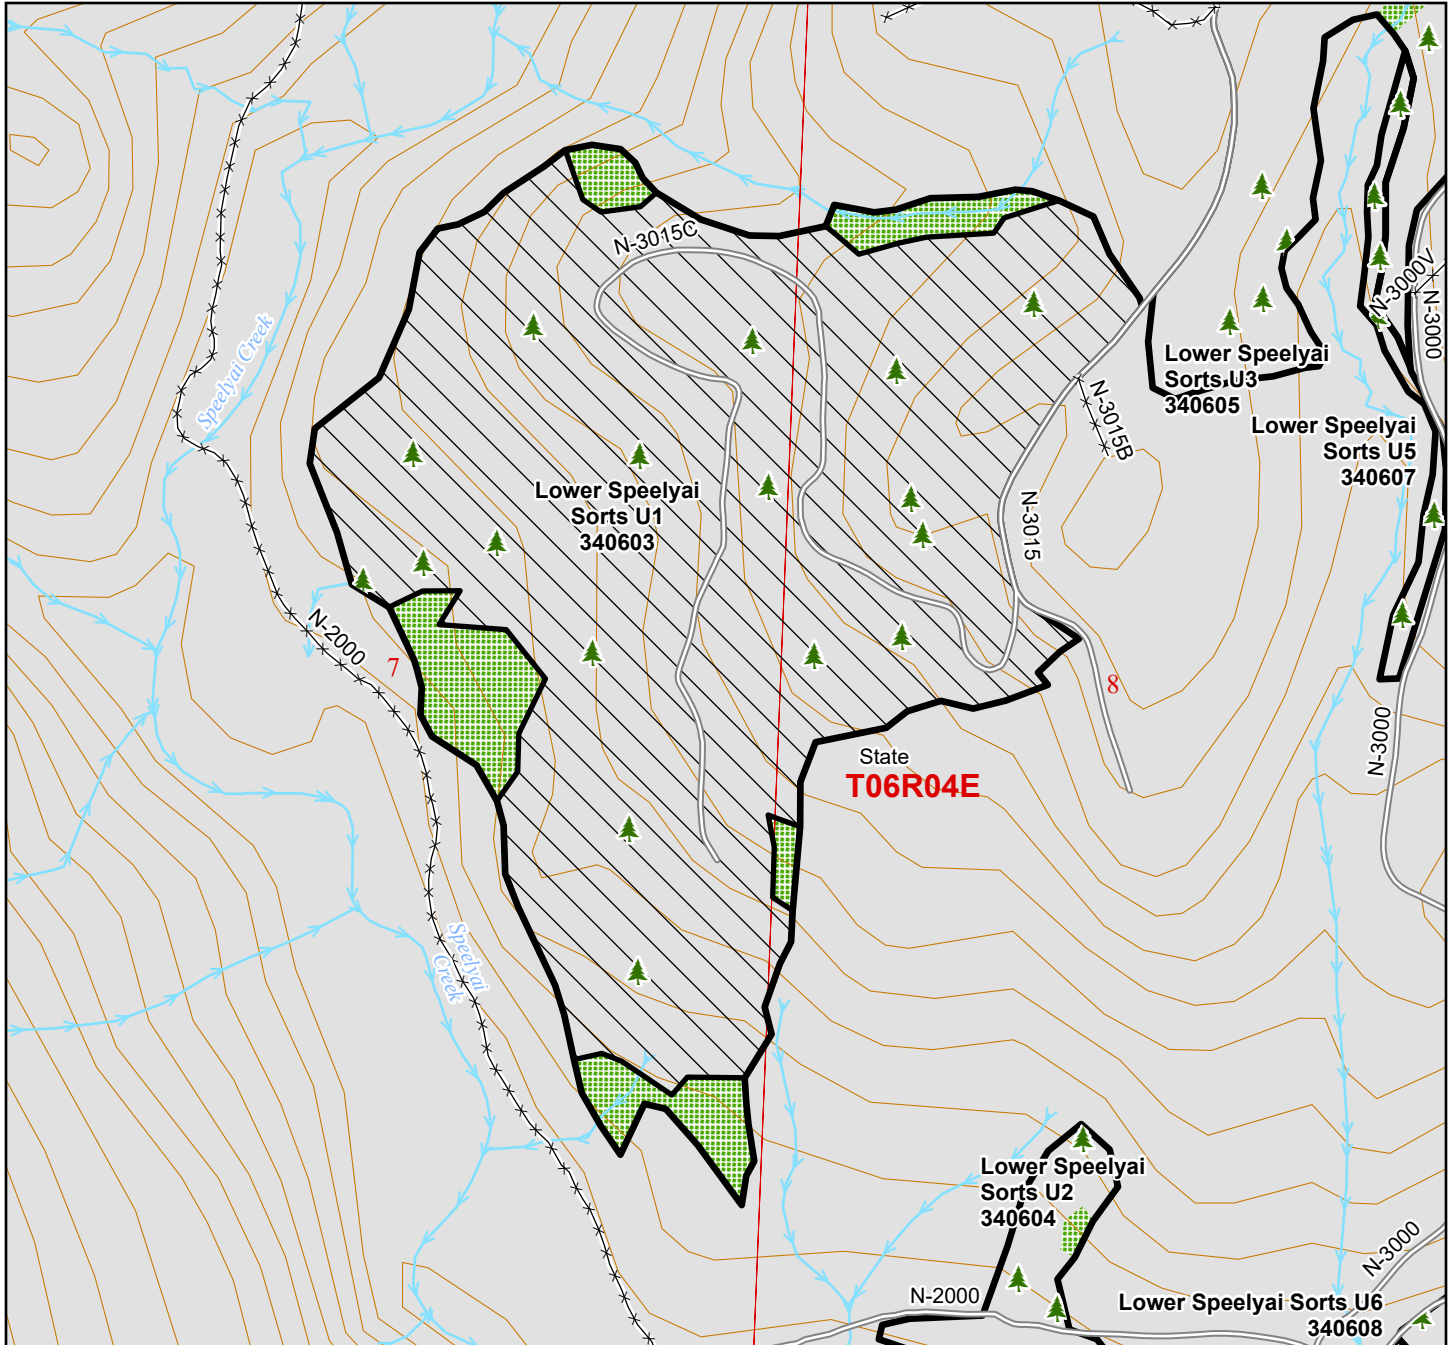 N-3015C
Speelyai Creek
N-3000V
N-3000
Lower Speelyai
Sorts U3
340605
N-3015B
Lower Speelyai
Sorts U5
340607
Lower Speelyai
Sorts U1
340603
N-3015
N-2000
7
8
N-3000
State
T06R04E
Speelyai
Creek
Lower Speelyai
Sorts U2
340604
N-3000
N-2000
Lower Speelyai Sorts U6
340608